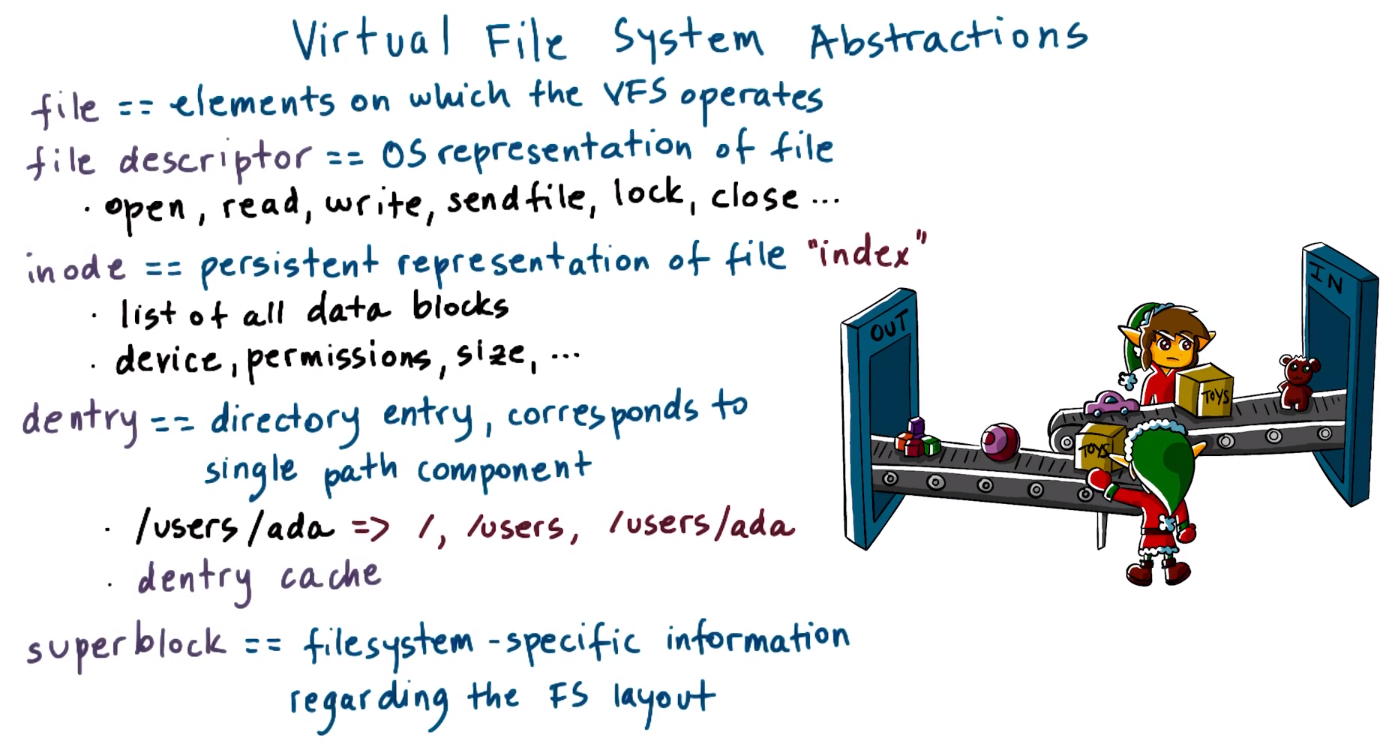 Virtual File System Abstractions
file == elements on which the VFS operates
file descriptor == OS representation of file
· open, read, write, sendfile, lock, close ...
inode == persistent representation of file "index"
· list of all data blocks
· device, permissions, size, ...
dentry == directory entry, corresponds to
single path component
· /users/ada => /, /users, /users/ada
· dentry cache
superblock == filesystem-specific information
regarding the FS layout
OUT
IN
TOYS
TOYS